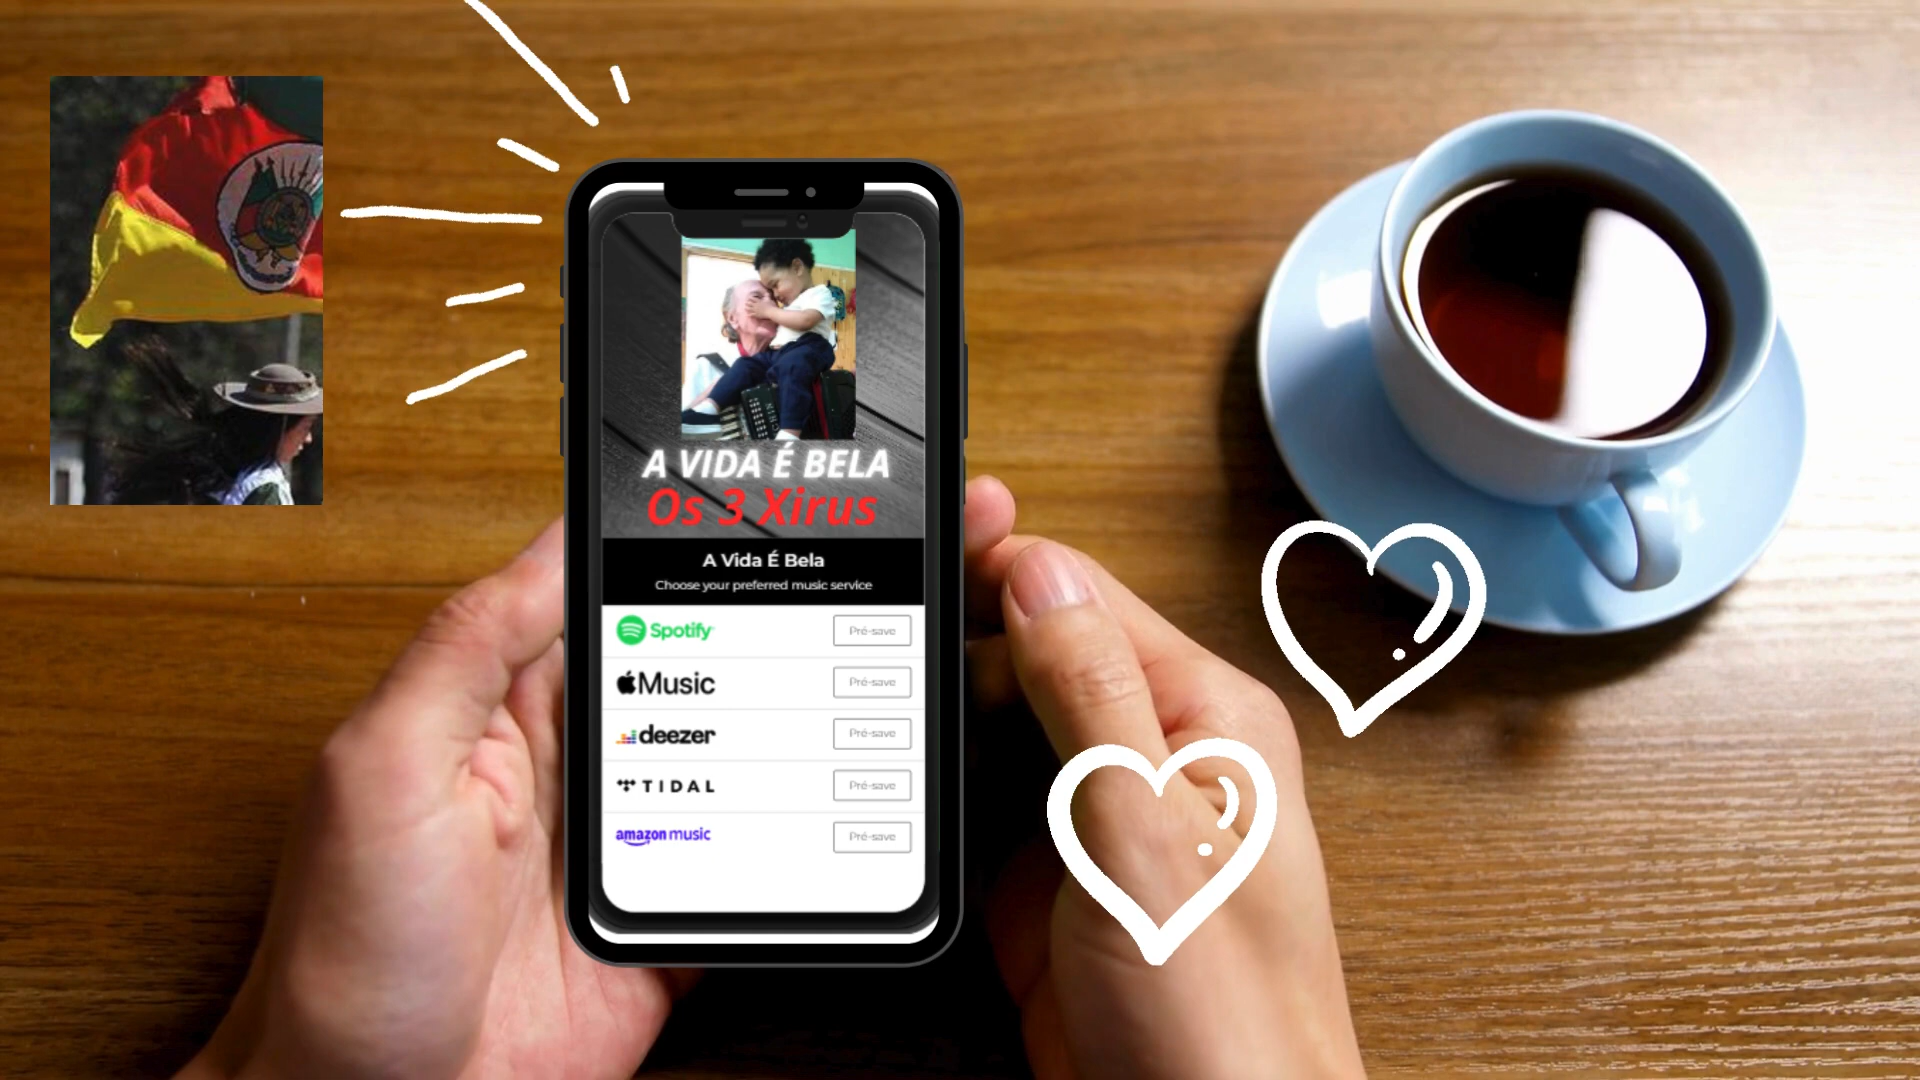 A VIDA É BELA
Os 3 Xirus
A Vida É Bela
Choose your preferred music service
Spotify Pré-save
Music Pré-save
deezer Pré-save
TIDAL Pré-save
amazon music Pré-save